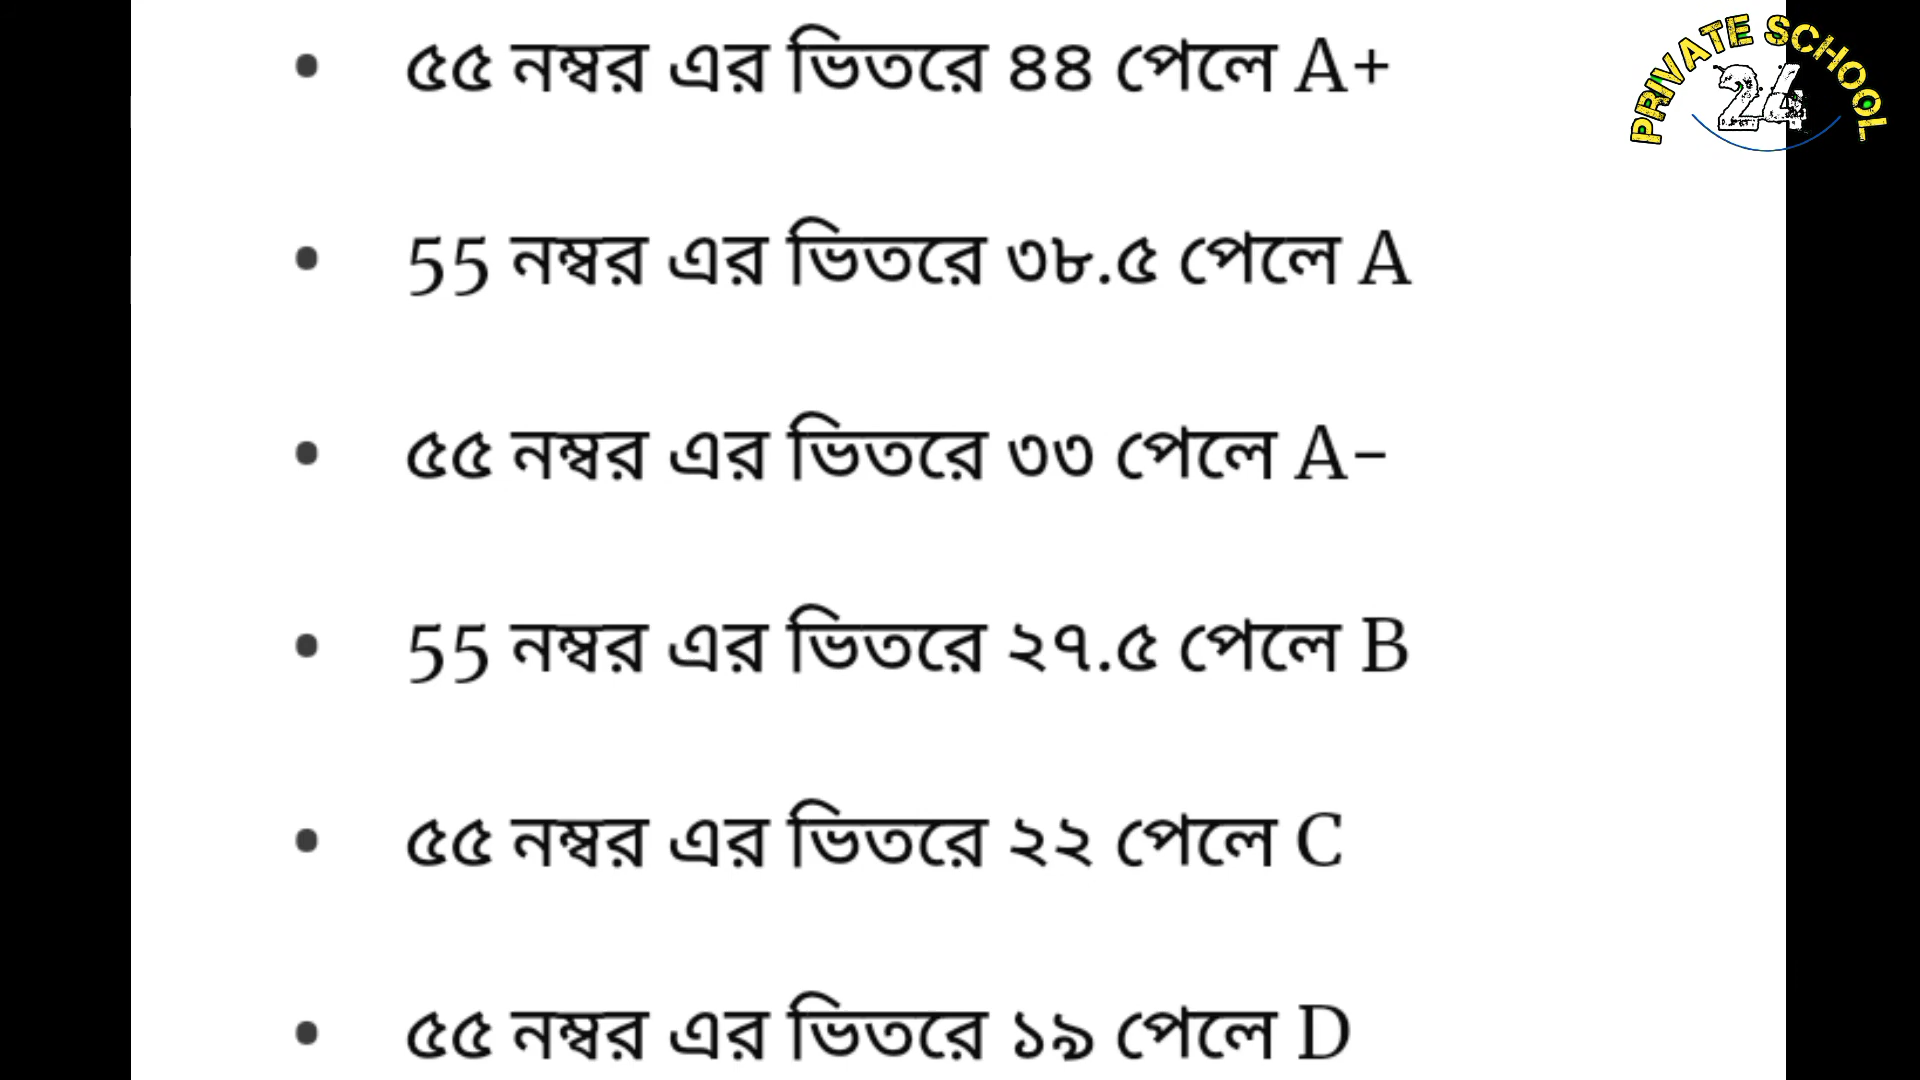 • ৫৫ নম্বর এর ভিতরে ৪৪ পেলে A+
• 55 নম্বর এর ভিতরে ৩৮.৫ পেলে A
• ৫৫ নম্বর এর ভিতরে ৩৩ পেলে A−
• 55 নম্বর এর ভিতরে ২৭.৫ পেলে B
• ৫৫ নম্বর এর ভিতরে ২২ পেলে C
• ৫৫ নম্বর এর ভিতরে ১৯ পেলে D
PRIVATE SCHOOL
24